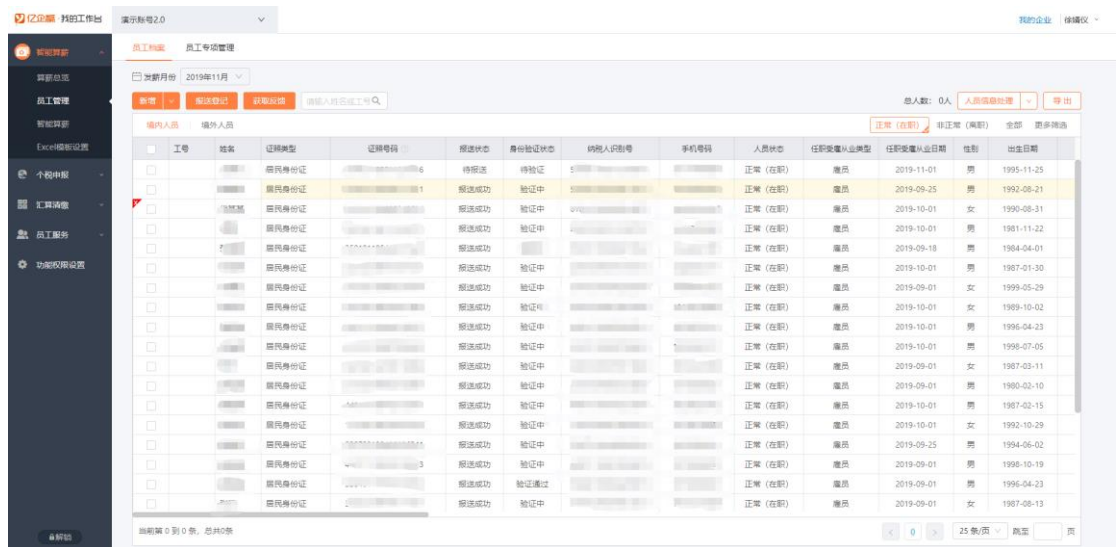 亿企薪 我的工作台 演示账号2.0 我的企业 徐嬿仪
智能算薪 员工档案 员工专项管理
算薪总览 发薪月份 2019年11月
员工管理 新增 报送登记 获取反馈 请输入姓名或工号 总人数: 0人 人员信息处理 导出
智能算薪 境内人员 境外人员 正常 (在职) 非正常 (离职) 全部 更多筛选
Excel模板设置 工号 姓名 证照类型 证照号码 报送状态 身份验证状态 纳税人识别号 手机号码 人员状态 任职受雇从业类型 任职受雇从业日期 性别 出生日期
个税申报 居民身份证 6 待报送 待验证 正常 (在职) 雇员 2019-11-01 男 1995-11-25
居民身份证 1 报送成功 验证中 正常 (在职) 雇员 2019-09-25 男 1992-08-21
汇算清缴 居民身份证 报送成功 验证中 正常 (在职) 雇员 2019-10-01 女 1990-08-31
员工服务 居民身份证 报送成功 验证中 正常 (在职) 雇员 2019-10-01 男 1981-11-22
居民身份证 报送成功 正常 (在职) 雇员 2019-09-18 男 1984-04-01
功能权限设置 居民身份证 报送成功 验证中 正常 (在职) 雇员 2019-10-01 男 1987-01-30
居民身份证 报送成功 验证中 正常 (在职) 雇员 2019-09-01 女 1999-05-29
居民身份证 报送成功 验证中 正常 (在职) 雇员 2019-10-01 女 1989-10-02
居民身份证 报送成功 验证中 正常 (在职) 雇员 2019-10-01 男 1996-04-23
居民身份证 报送成功 验证中 正常 (在职) 雇员 2019-10-01 男 1998-07-05
居民身份证 报送成功 验证中 正常 (在职) 雇员 2019-09-01 女 1987-03-11
居民身份证 报送成功 验证中 正常 (在职) 雇员 2019-09-01 男 1980-02-10
居民身份证 报送成功 验证中 正常 (在职) 雇员 2019-10-01 男 1987-02-15
居民身份证 报送成功 验证中 正常 (在职) 雇员 2019-10-01 女 1992-10-29
居民身份证 报送成功 验证中 正常 (在职) 雇员 2019-09-25 男 1994-06-02
居民身份证 3 报送成功 验证中 正常 (在职) 雇员 2019-09-01 男 1998-10-19
居民身份证 报送成功 验证通过 正常 (在职) 雇员 2019-09-01 男 1996-04-23
居民身份证 报送成功 验证中 正常 (在职) 雇员 2019-09-01 女 1987-08-13
解锁 当前第 0 到 0 条, 总共0条 0 25 条/页 跳至 页